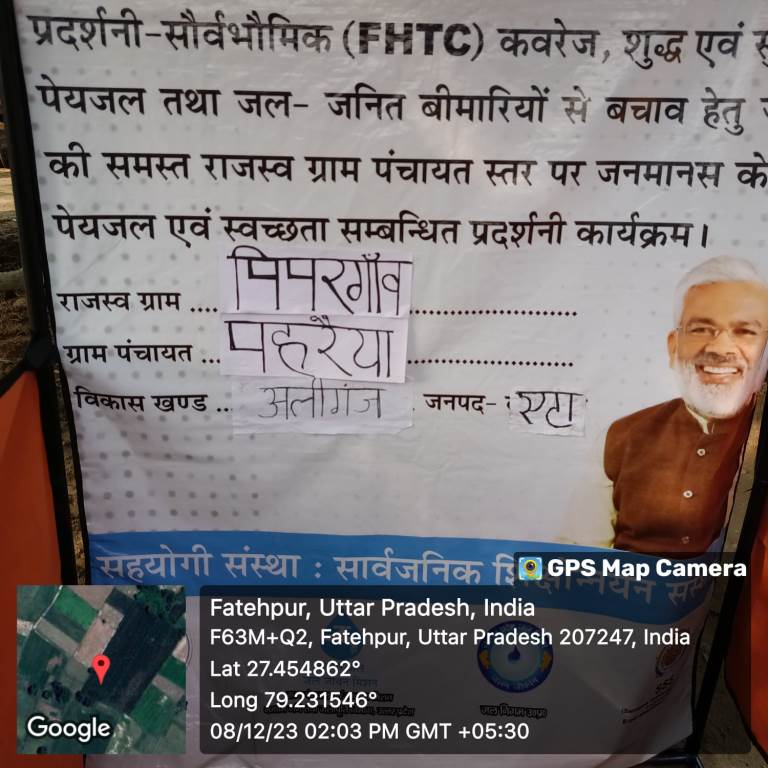 प्रदर्शनी-सौर्वभौमिक (FHTC) कवरेज, शुद्ध एवं
पेयजल तथा जल- जनित बीमारियों से बचाव हेतु
की समस्त राजस्व ग्राम पंचायत स्तर पर जनमानस को
पेयजल एवं स्वच्छता सम्बन्धित प्रदर्शनी कार्यक्रम।
राजस्व ग्राम .... पिपरगाँव ..............................
ग्राम पंचायत ... पहरैया ..............................
विकास खण्ड .. अलीगंज . जनपद- एटा
सहयोगी संस्था : सार्वजनिक
GPS Map Camera
Fatehpur, Uttar Pradesh, India
F63M+Q2, Fatehpur, Uttar Pradesh 207247, India
Lat 27.454862°
Long 79.231546°
08/12/23 02:03 PM GMT +05:30
Google